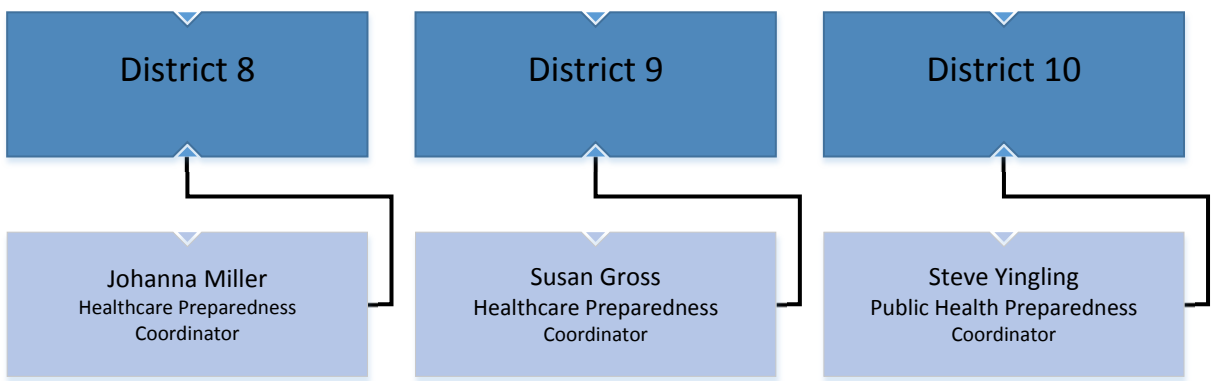 District 8
District 9
District 10
Johanna Miller
Healthcare Preparedness
Coordinator
Susan Gross
Healthcare Preparedness
Coordinator
Steve Yingling
Public Health Preparedness
Coordinator